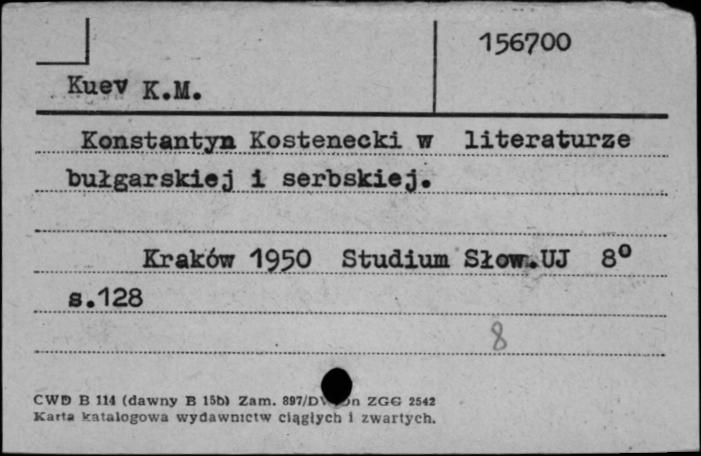 156700
Kuev K.M.
Konstantyn Kostenecki w literaturze
bułgarskiej i serbskiej.
Kraków 1950 Studium Słow.UJ 8º
s.128
8
CWD B 114 (dawny B 15b) Zam. 897/D ZGG 2542
Karta katalogowa wydawnictw ciągłych i zwartych.